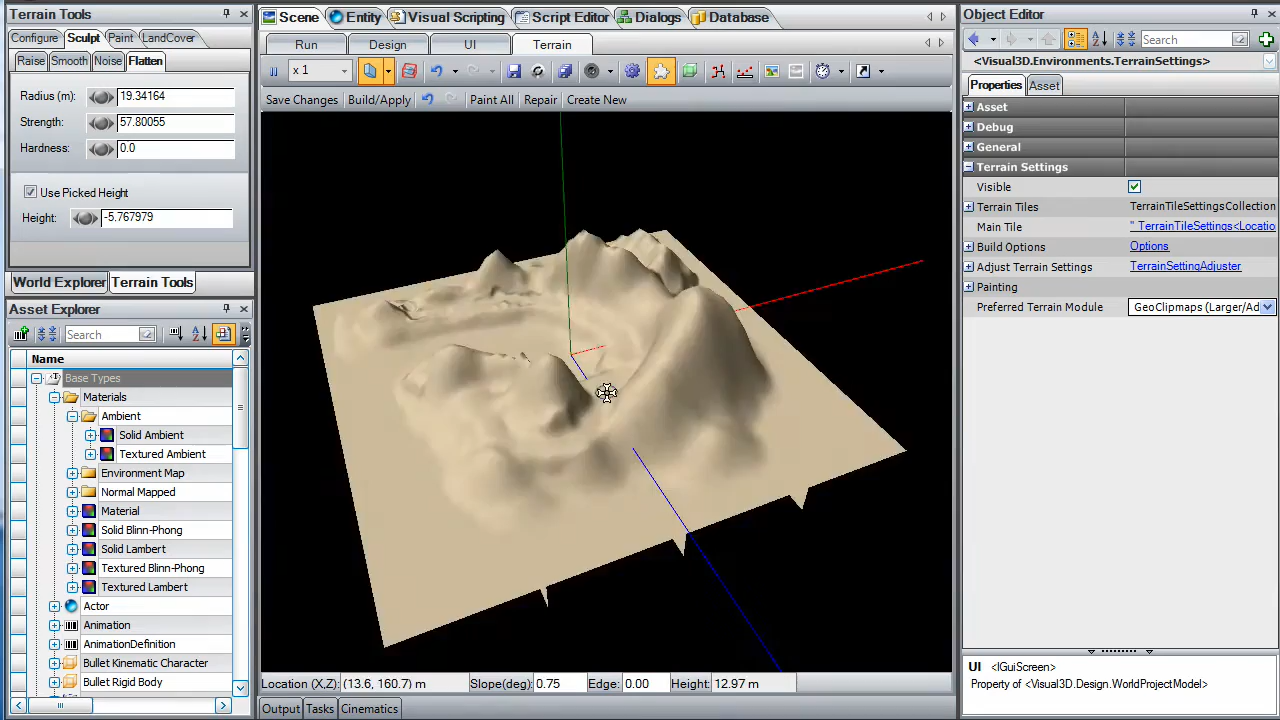 Terrain Tools
Configure Sculpt Paint LandCover
Raise Smooth Noise Flatten
Radius (m): 19.34164
Strength: 57.80055
Hardness: 0.0
Use Picked Height
Height: -5.767979
World Explorer Terrain Tools
Asset Explorer
Search
Name
Base Types
Materials
Ambient
Solid Ambient
Textured Ambient
Environment Map
Normal Mapped
Material
Solid Blinn-Phong
Solid Lambert
Textured Blinn-Phong
Textured Lambert
Actor
Animation
AnimationDefinition
Bullet Kinematic Character
Bullet Rigid Body
Scene Entity Visual Scripting Script Editor Dialogs Database
Run Design UI Terrain
x 1
Save Changes Build/Apply Paint All Repair Create New
Location (X,Z): (13.6, 160.7) m Slope(deg): 0.75 Edge: 0.00 Height: 12.97 m
Output Tasks Cinematics
Object Editor
Search
<Visual3D.Environments.TerrainSettings>
Properties Asset
Asset
Debug
General
Terrain Settings
Visible
Terrain Tiles TerrainTileSettingsCollection
Main Tile " TerrainTileSettings<Locatio
Build Options Options
Adjust Terrain Settings TerrainSettingAdjuster
Painting
Preferred Terrain Module GeoClipmaps (Larger/Ad
UI <IGuiScreen>
Property of <Visual3D.Design.WorldProjectModel>